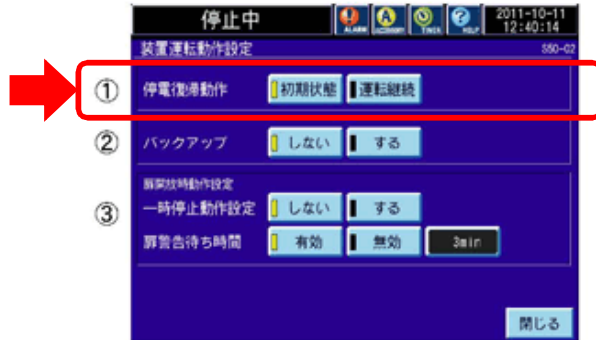 停止中 ALARM ECONOMY TIMER HELP 2011-10-11
12:40:14
装置運転動作設定 S50-02
① 停電復帰動作 初期状態 運転継続
② バックアップ しない する
扉開放時動作設定
③ 一時停止動作設定 しない する
扉警告待ち時間 有効 無効 3min
閉じる